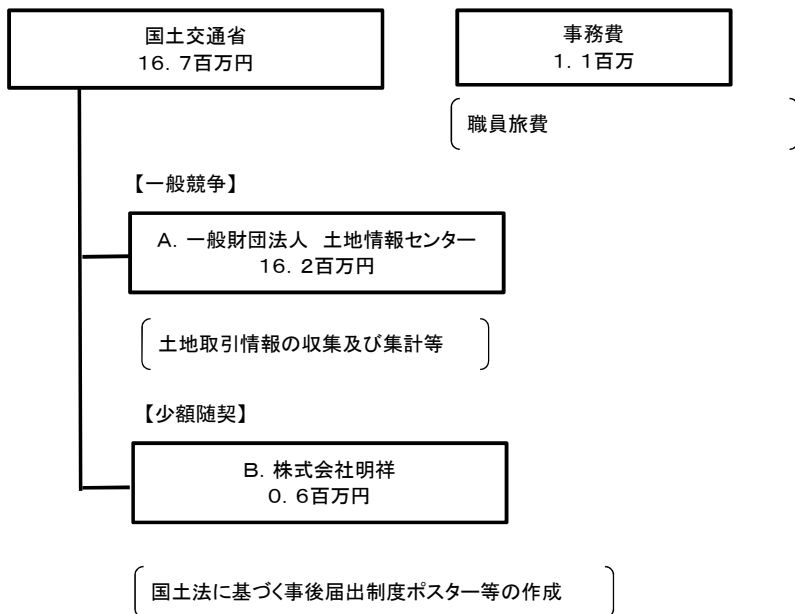 国土交通省
16.7百万円
事務費
1.1百万
職員旅費
【一般競争】
A.一般財団法人 土地情報センター
16.2百万円
土地取引情報の収集及び集計等
【少額随契】
B.株式会社明祥
0.6百万円
国土法に基づく事後届出制度ポスター等の作成